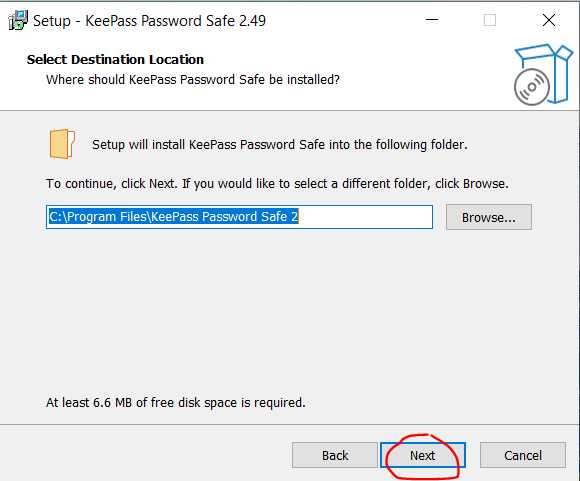 Setup - KeePass Password Safe 2.49
Select Destination Location
Where should KeePass Password Safe be installed?
Setup will install KeePass Password Safe into the following folder.
To continue, click Next. If you would like to select a different folder, click Browse.
C:\Program Files\KeePass Password Safe 2
Browse...
At least 6.6 MB of free disk space is required.
Back
Next
Cancel